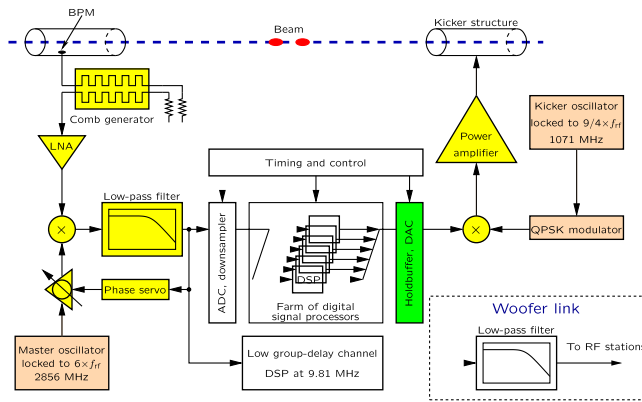 BPM
Beam
Kicker structure
Comb generator
LNA
Power
amplifier
Kicker oscillator
locked to 9/4×frf
1071 MHz
Timing and control
Low-pass filter
×
ADC, downsampler
DSP
Farm of digital
signal processors
Holdbuffer, DAC
×
QPSK modulator
Phase servo
Master oscillator
locked to 6×frf
2856 MHz
Low group-delay channel
DSP at 9.81 MHz
Woofer link
Low-pass filter
To RF stations